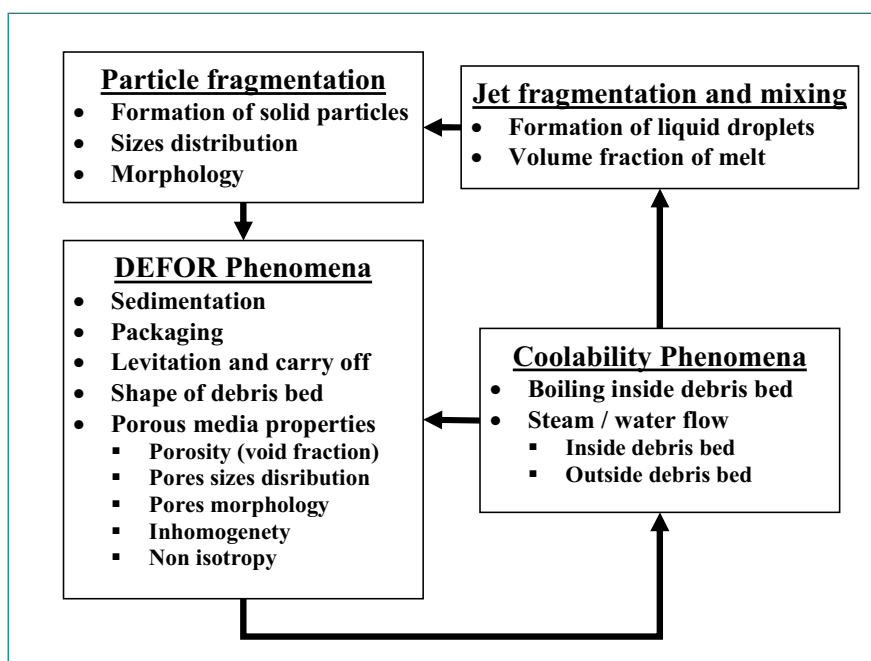 Particle fragmentation
• Formation of solid particles
• Sizes distribution
• Morphology
Jet fragmentation and mixing
• Formation of liquid droplets
• Volume fraction of melt
DEFOR Phenomena
• Sedimentation
• Packaging
• Levitation and carry off
• Shape of debris bed
• Porous media properties
▪ Porosity (void fraction)
▪ Pores sizes disribution
▪ Pores morphology
▪ Inhomogenety
▪ Non isotropy
Coolability Phenomena
• Boiling inside debris bed
• Steam / water flow
▪ Inside debris bed
▪ Outside debris bed